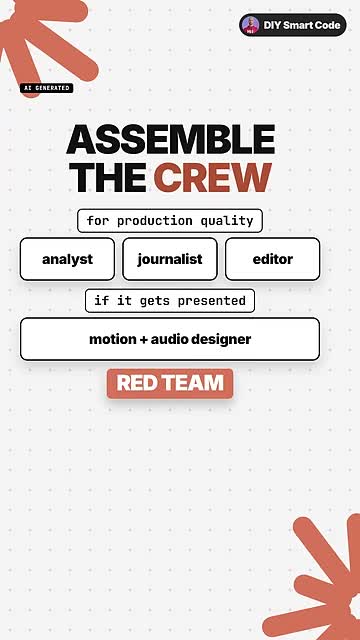 DIY Smart Code
AI GENERATED
ASSEMBLE
THE CREW
for production quality
analyst journalist editor
if it gets presented
motion + audio designer
RED TEAM